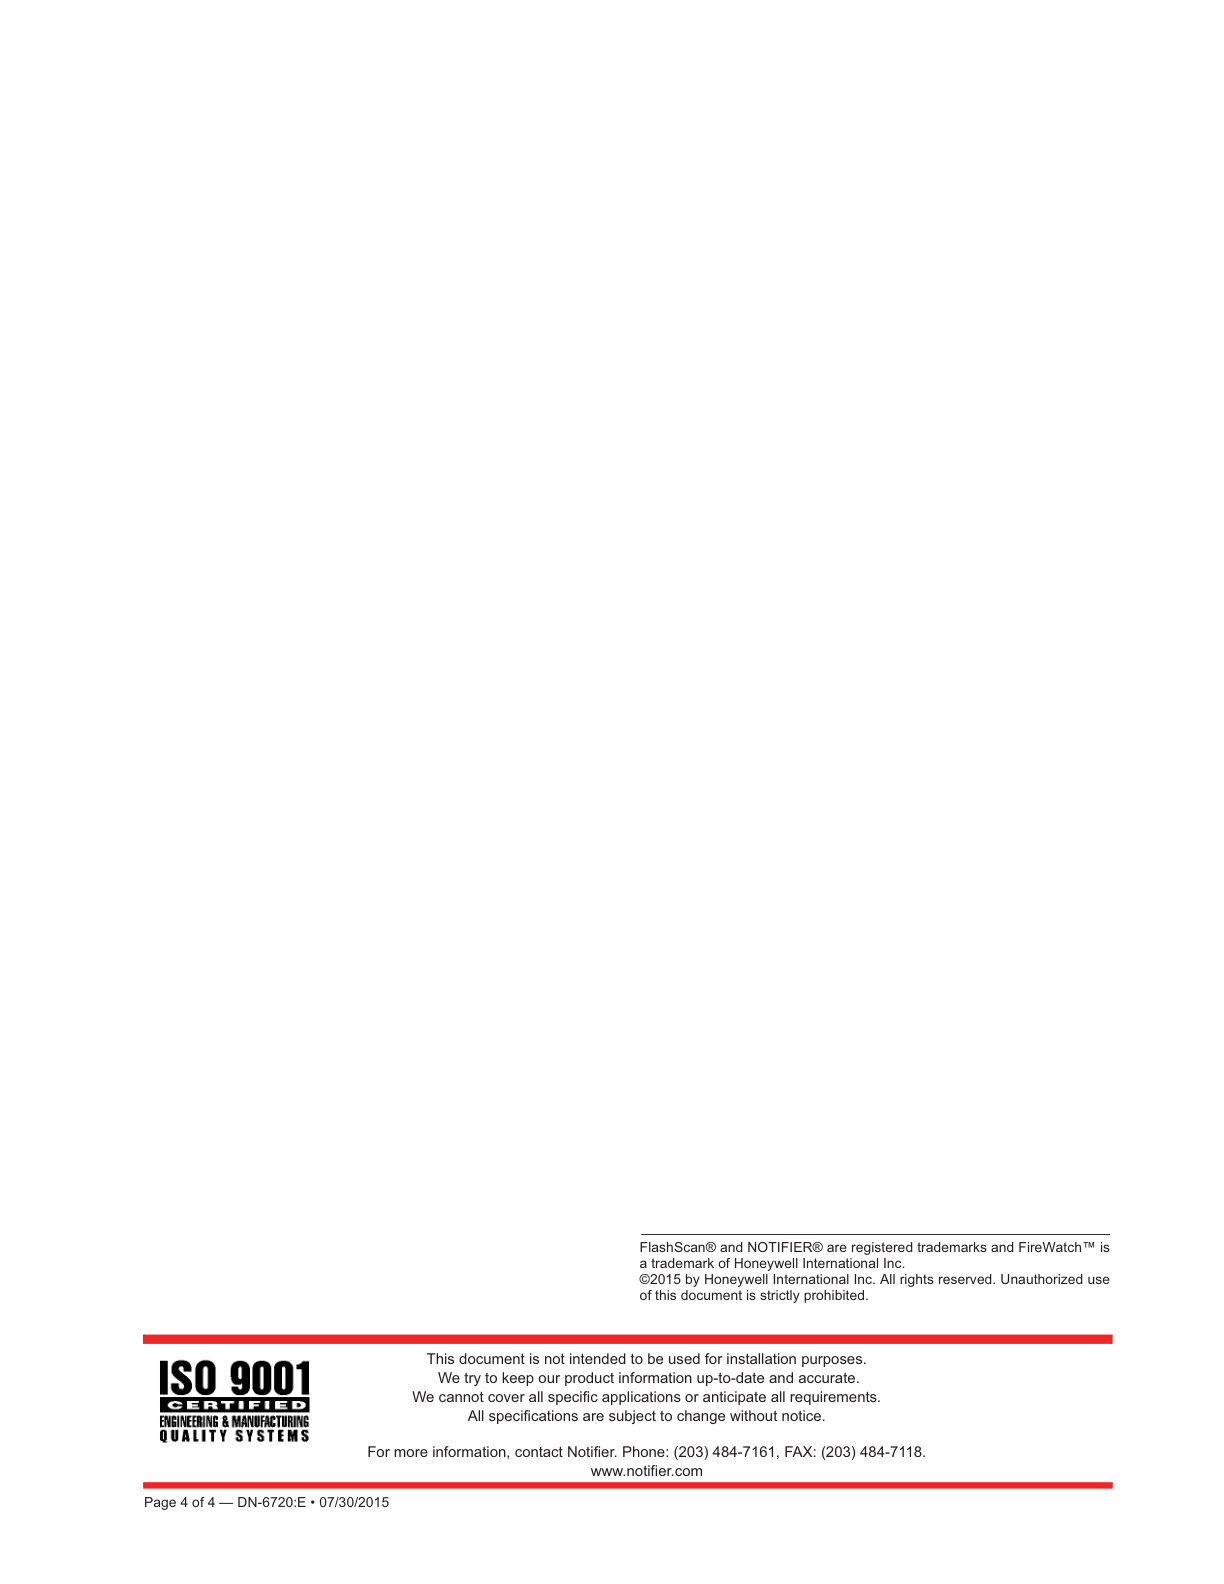 FlashScan® and NOTIFIER® are registered trademarks and FireWatch™ is
a trademark of Honeywell International Inc.
©2015 by Honeywell International Inc. All rights reserved. Unauthorized use
of this document is strictly prohibited.
ISO 9001
CERTIFIED
ENGINEERING & MANUFACTURING
QUALITY SYSTEMS
This document is not intended to be used for installation purposes.
We try to keep our product information up-to-date and accurate.
We cannot cover all specific applications or anticipate all requirements.
All specifications are subject to change without notice.
For more information, contact Notifier. Phone: (203) 484-7161, FAX: (203) 484-7118.
www.notifier.com
Page 4 of 4 — DN-6720:E • 07/30/2015